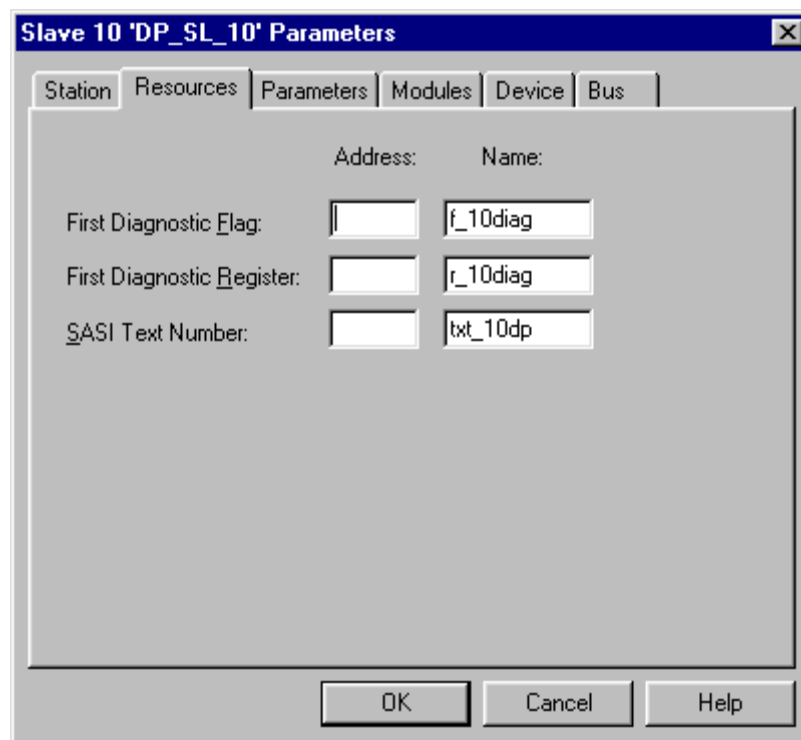 Slave 10 'DP_SL_10' Parameters
Station Resources Parameters Modules Device Bus
Address: Name:
First Diagnostic Flag: f_10diag
First Diagnostic Register: r_10diag
SASI Text Number: txt_10dp
OK Cancel Help